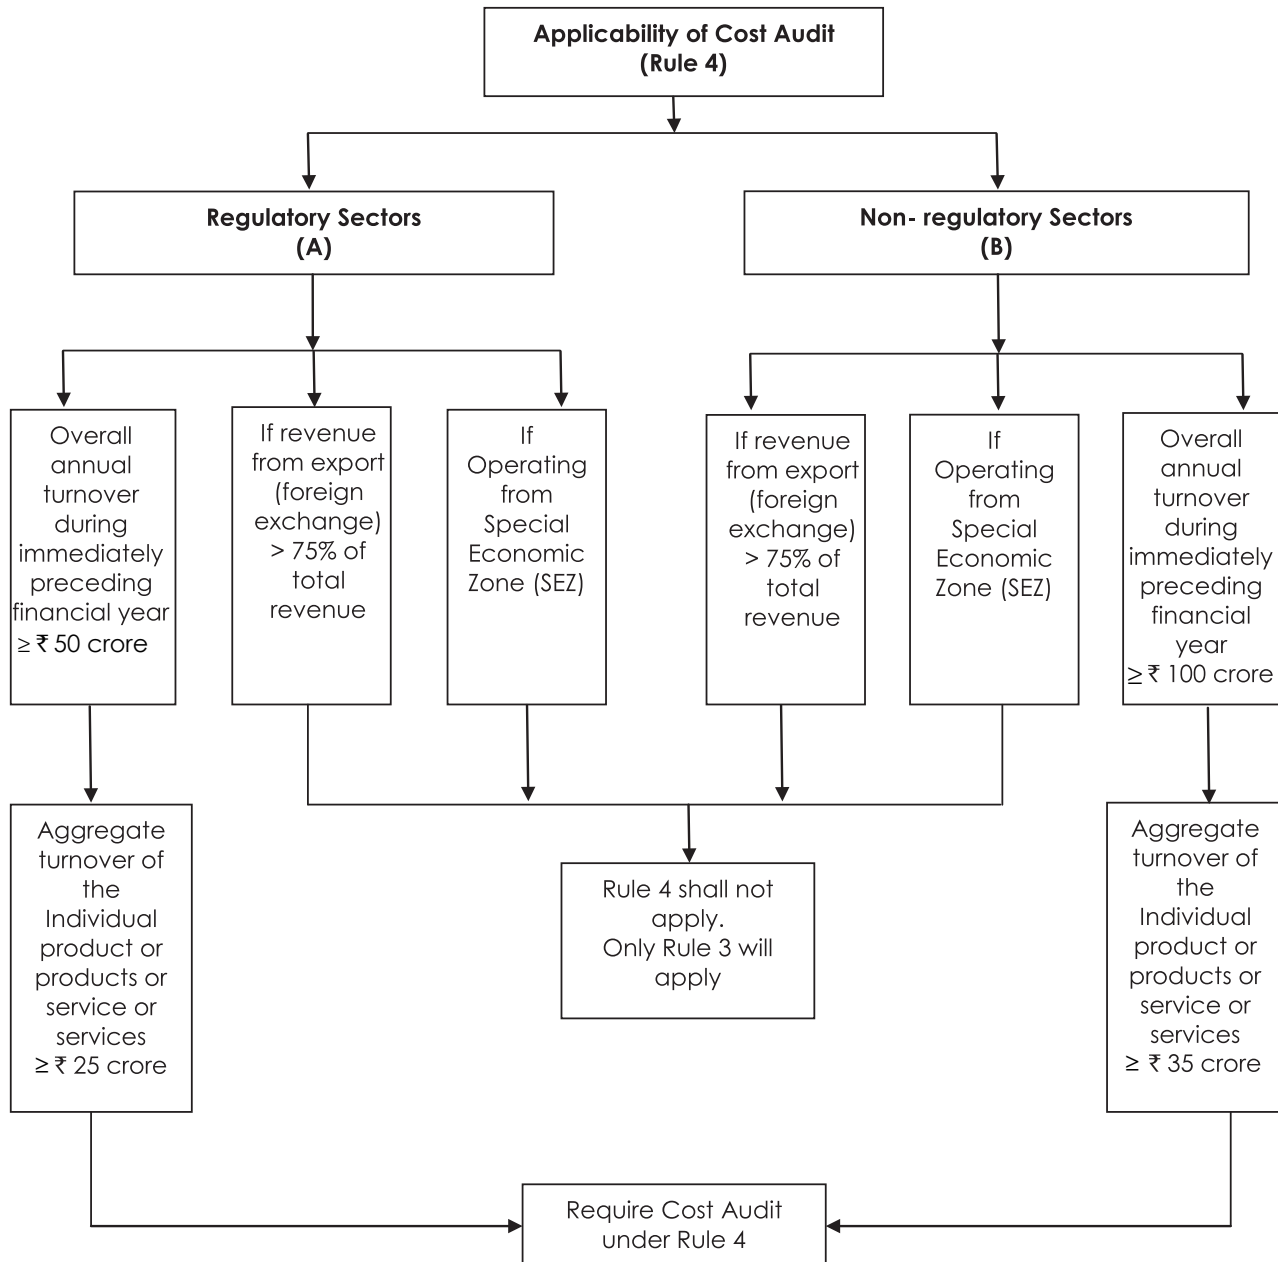 Applicability of Cost Audit
(Rule 4)
Regulatory Sectors
(A)
Non- regulatory Sectors
(B)
Overall
annual
turnover
during
immediately
preceding
financial year
≥ ₹ 50 crore
If revenue
from export
(foreign
exchange)
> 75% of
total
revenue
If
Operating
from
Special
Economic
Zone (SEZ)
If revenue
from export
(foreign
exchange)
> 75% of
total
revenue
If
Operating
from
Special
Economic
Zone (SEZ)
Overall
annual
turnover
during
immediately
preceding
financial
year
≥ ₹ 100 crore
Aggregate
turnover of
the
Individual
product or
products or
service or
services
≥ ₹ 25 crore
Rule 4 shall not
apply.
Only Rule 3 will
apply
Aggregate
turnover of
the
Individual
product or
products or
service or
services
≥ ₹ 35 crore
Require Cost Audit
under Rule 4